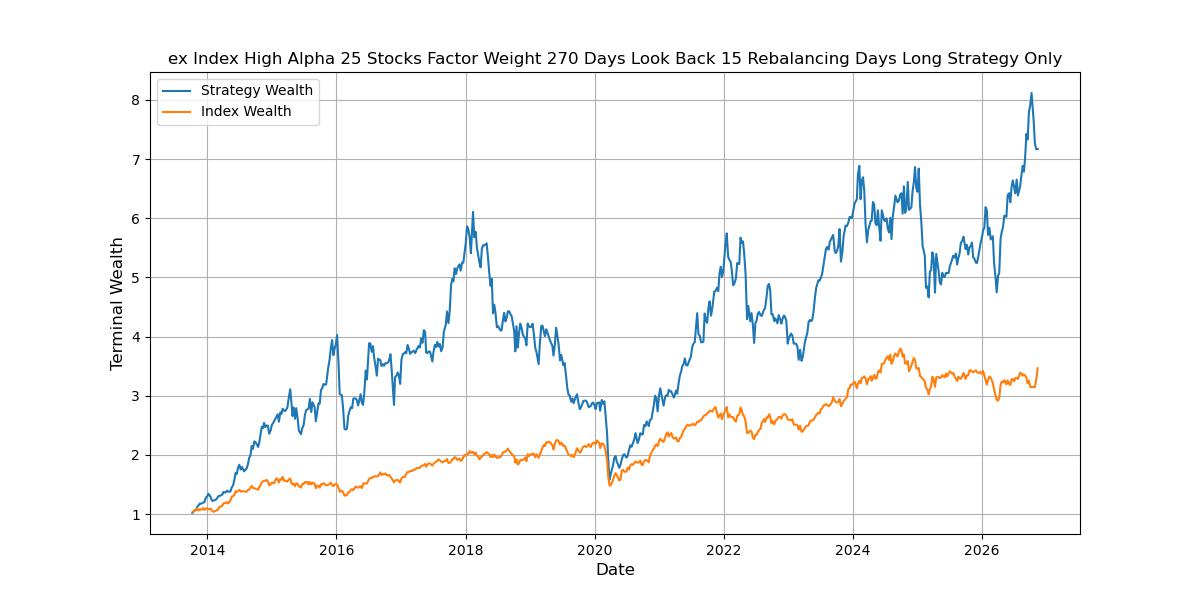 ex Index High Alpha 25 Stocks Factor Weight 270 Days Look Back 15 Rebalancing Days Long Strategy Only
Strategy Wealth
Index Wealth
Terminal Wealth
8
7
6
5
4
3
2
1
2014 2016 2018 2020 2022 2024 2026
Date